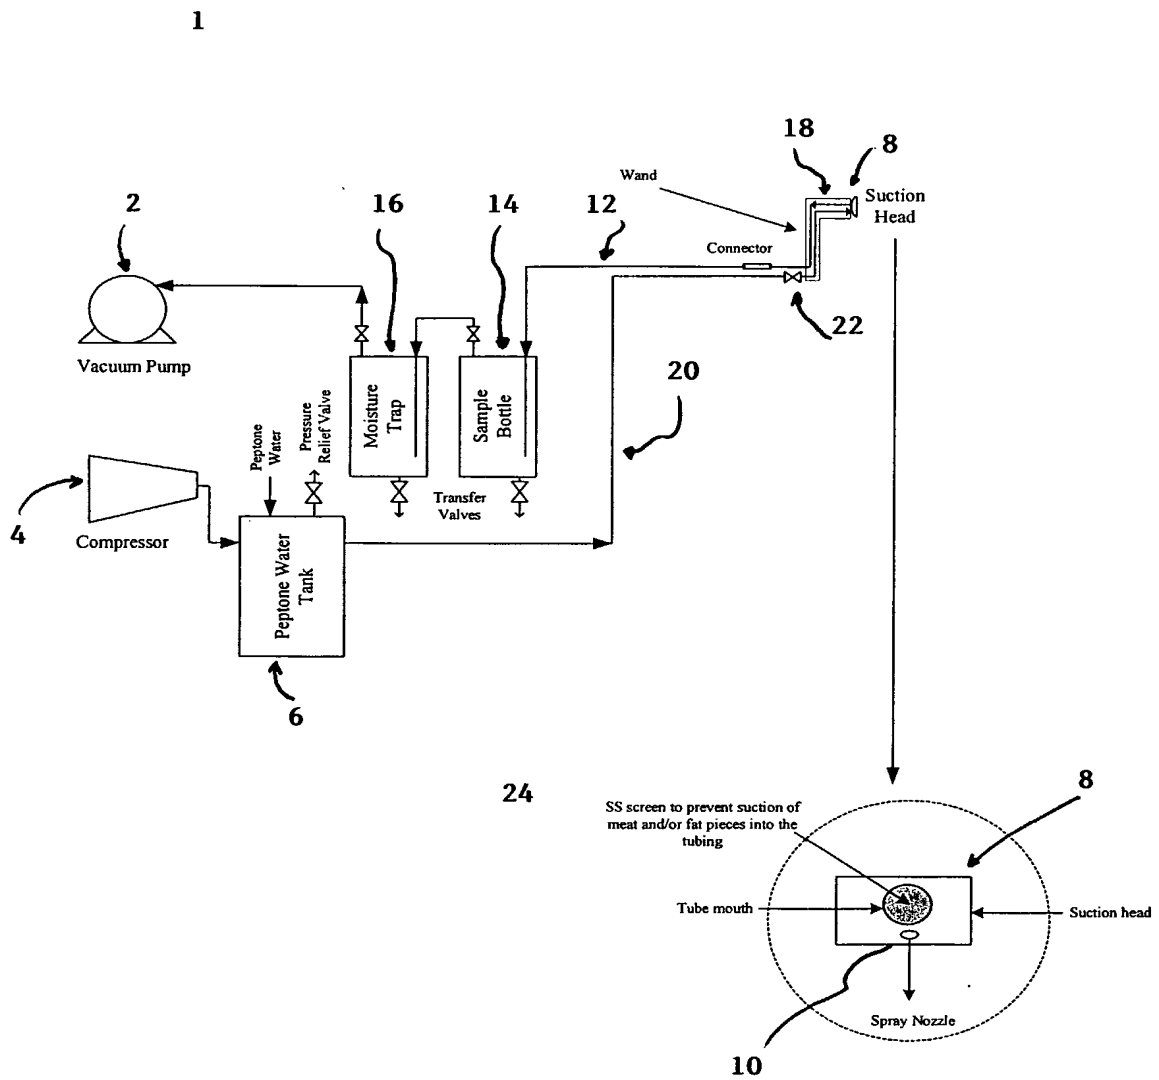 1
18
8
Wand
Suction
Head
2
16
14
12
Connector
22
Vacuum Pump
20
Moisture
Trap
Sample
Bottle
Peptone
Water
Pressure
Relief Valve
4
Transfer
Valves
Compressor
Peptone Water
Tank
6
24
8
SS screen to prevent suction of
meat and/or fat pieces into the
tubing
Tube mouth
Suction head
Spray Nozzle
10